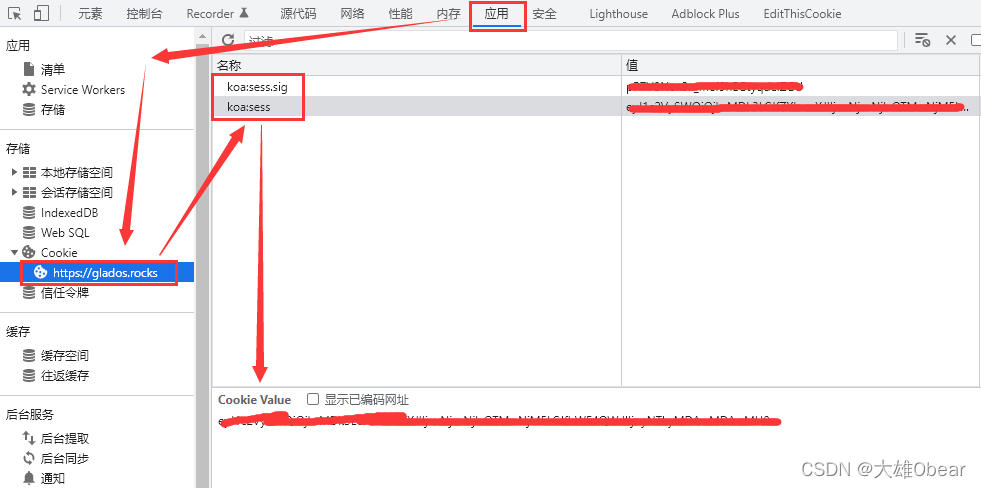 元素 控制台 Recorder 源代码 网络 性能 内存 应用 安全 Lighthouse Adblock Plus EditThisCookie
应用
清单
Service Workers
存储
存储
本地存储空间
会话存储空间
IndexedDB
Web SQL
Cookie
https://glados.rocks
信任令牌
缓存
缓存空间
往返缓存
后台服务
后台提取
后台同步
通知
过滤
名称 值
koa:sess.sig
koa:sess
Cookie Value 显示已编码网址
CSDN @大雄0bear